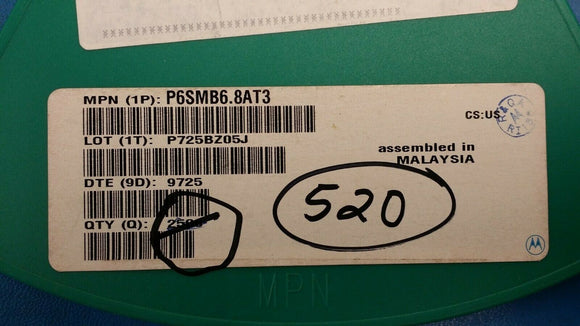 MPN (1P): P6SMB6.8AT3
CS:US
LOT (1T): P725BZ05J
assembled in
MALAYSIA
DTE (9D): 9725
520
QTY (Q):
MPN